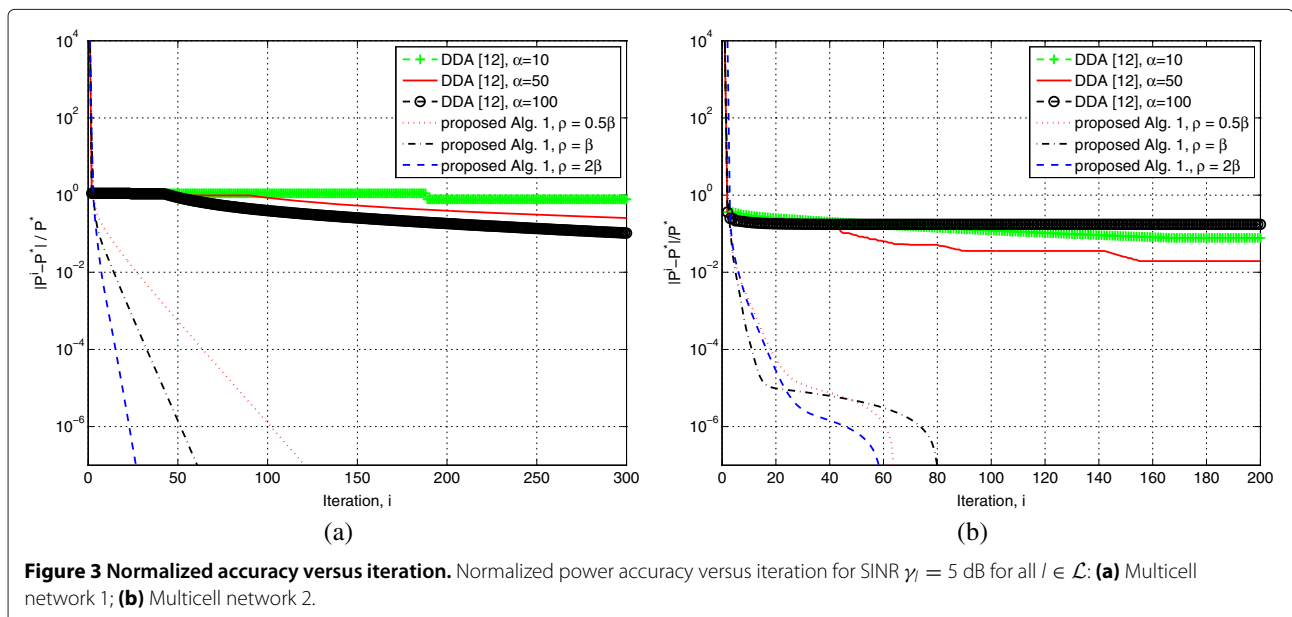 10^4
10^2
10^0
10^-2
10^-4
10^-6
|P^i−P^*| / P^*
0 50 100 150 200 250 300
Iteration, i
DDA [12], α=10
DDA [12], α=50
DDA [12], α=100
proposed Alg. 1, ρ = 0.5β
proposed Alg. 1, ρ = β
proposed Alg. 1, ρ = 2β
(a)
10^4
10^2
10^0
10^-2
10^-4
10^-6
|P^i−P^*|/P^*
0 20 40 60 80 100 120 140 160 180 200
Iteration, i
DDA [12], α=10
DDA [12], α=50
DDA [12], α=100
proposed Alg. 1, ρ = 0.5β
proposed Alg. 1, ρ = β
proposed Alg. 1., ρ = 2β
(b)
Figure 3 Normalized accuracy versus iteration. Normalized power accuracy versus iteration for SINR γ_l = 5 dB for all l ∈ ℒ: (a) Multicell
network 1; (b) Multicell network 2.